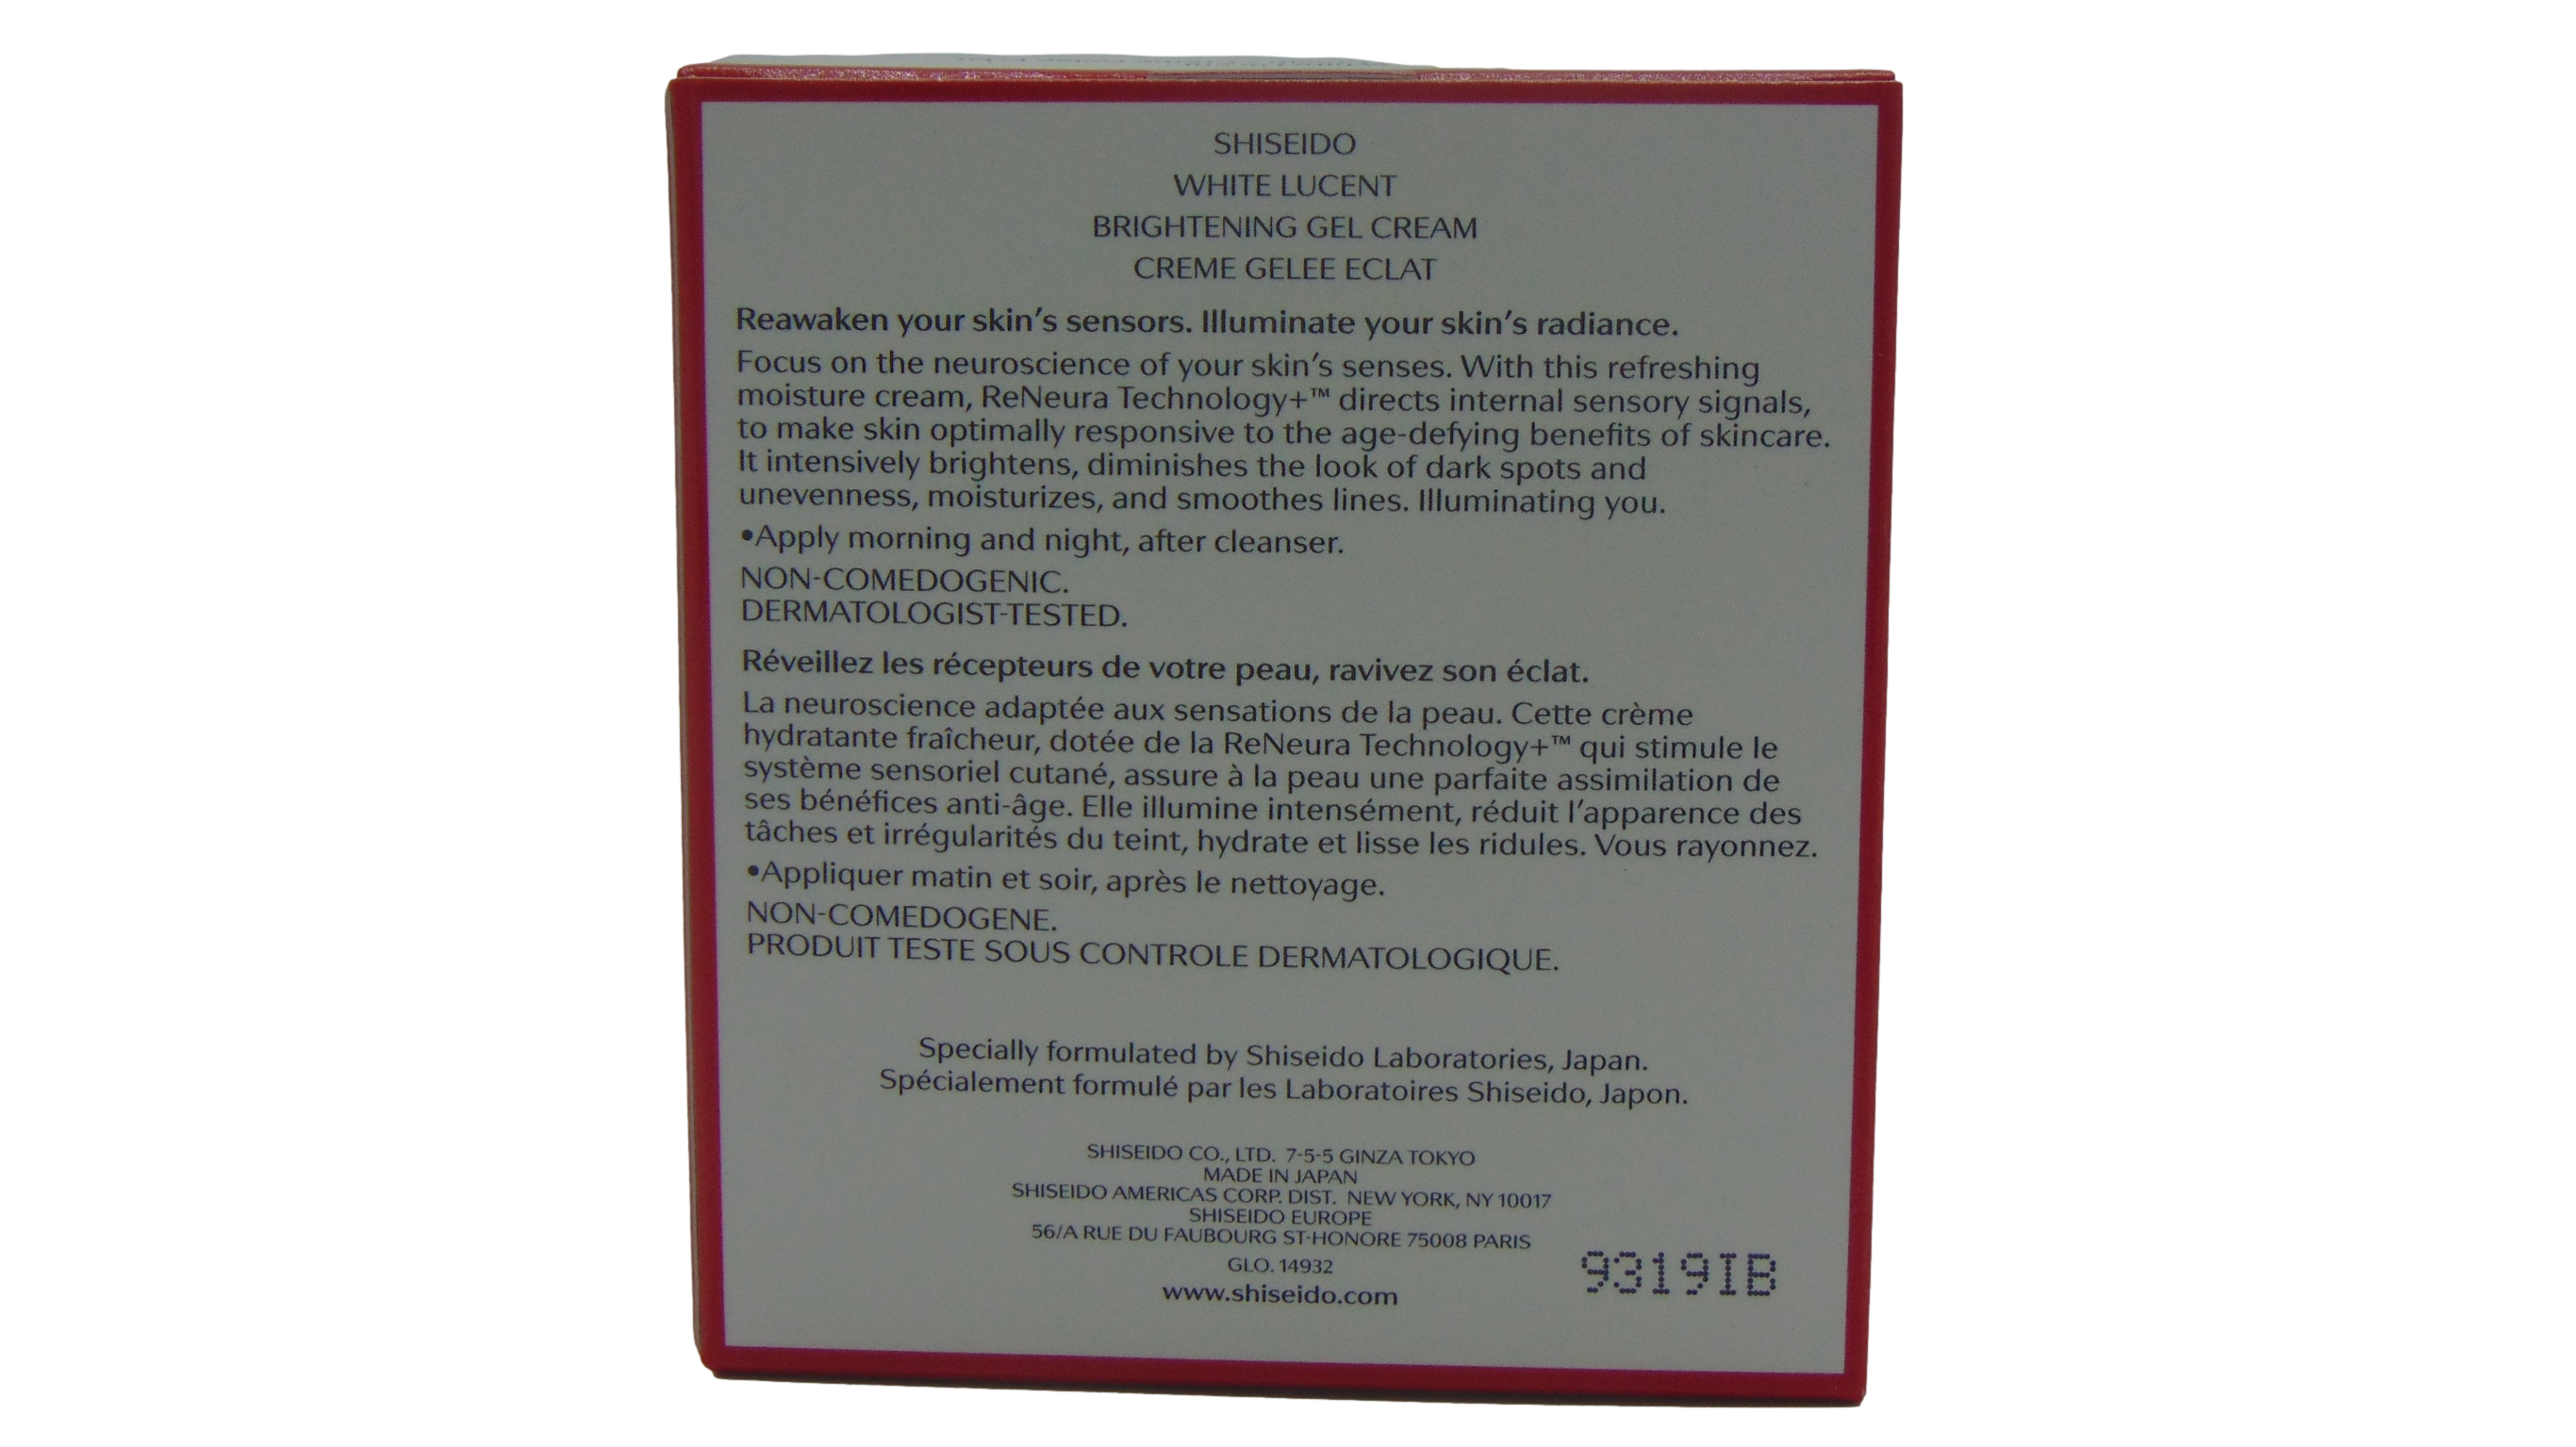 SHISEIDO
WHITE LUCENT
BRIGHTENING GEL CREAM
CREME GELEE ECLAT
Reawaken your skin's sensors. Illuminate your skin's radiance.
Focus on the neuroscience of your skin's senses. With this refreshing
moisture cream, ReNeura Technology+™ directs internal sensory signals,
to make skin optimally responsive to the age-defying benefits of skincare.
It intensively brightens, diminishes the look of dark spots and
unevenness, moisturizes, and smoothes lines. Illuminating you.
•Apply morning and night, after cleanser.
NON-COMEDOGENIC.
DERMATOLOGIST-TESTED.
Réveillez les récepteurs de votre peau, ravivez son éclat.
La neuroscience adaptée aux sensations de la peau. Cette crème
hydratante fraîcheur, dotée de la ReNeura Technology+™ qui stimule le
système sensoriel cutané, assure à la peau une parfaite assimilation de
ses bénéfices anti-âge. Elle illumine intensément, réduit l'apparence des
tâches et irrégularités du teint, hydrate et lisse les ridules. Vous rayonnez.
•Appliquer matin et soir, après le nettoyage.
NON-COMEDOGENE.
PRODUIT TESTE SOUS CONTROLE DERMATOLOGIQUE.
Specially formulated by Shiseido Laboratories, Japan.
Spécialement formulé par les Laboratoires Shiseido, Japon.
SHISEIDO CO., LTD. 7-5-5 GINZA TOKYO
MADE IN JAPAN
SHISEIDO AMERICAS CORP. DIST. NEW YORK, NY 10017
SHISEIDO EUROPE
56/A RUE DU FAUBOURG ST-HONORE 75008 PARIS
GLO. 14932
www.shiseido.com
9319IB